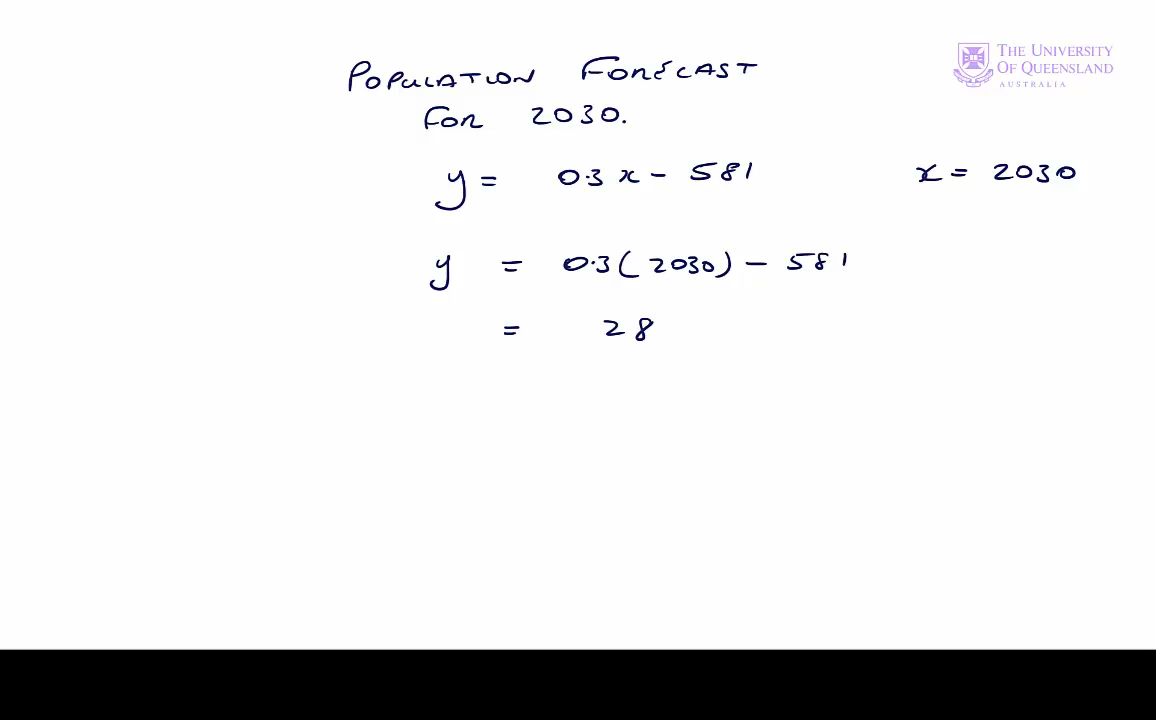 POPULATION FORECAST
FOR 2030.
THE UNIVERSITY
OF QUEENSLAND
AUSTRALIA
y = 0.3x - 581
x = 2030
y = 0.3(2030) - 581
= 28